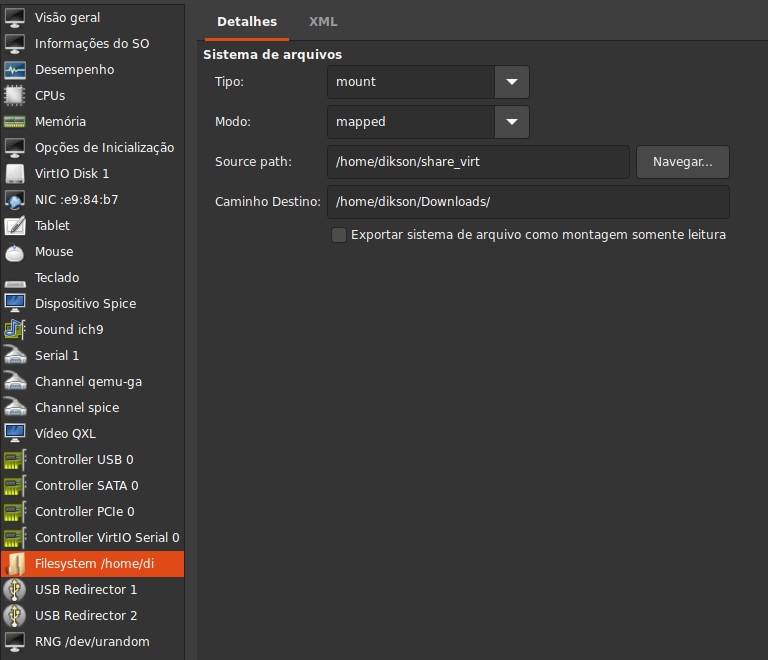 Visão geral
Informações do SO
Desempenho
CPUs
Memória
Opções de Inicialização
VirtIO Disk 1
NIC :e9:84:b7
Tablet
Mouse
Teclado
Dispositivo Spice
Sound ich9
Serial 1
Channel qemu-ga
Channel spice
Vídeo QXL
Controller USB 0
Controller SATA 0
Controller PCIe 0
Controller VirtIO Serial 0
Filesystem /home/di
USB Redirector 1
USB Redirector 2
RNG /dev/urandom
Detalhes XML
Sistema de arquivos
Tipo: mount
Modo: mapped
Source path: /home/dikson/share_virt Navegar...
Caminho Destino: /home/dikson/Downloads/
Exportar sistema de arquivo como montagem somente leitura